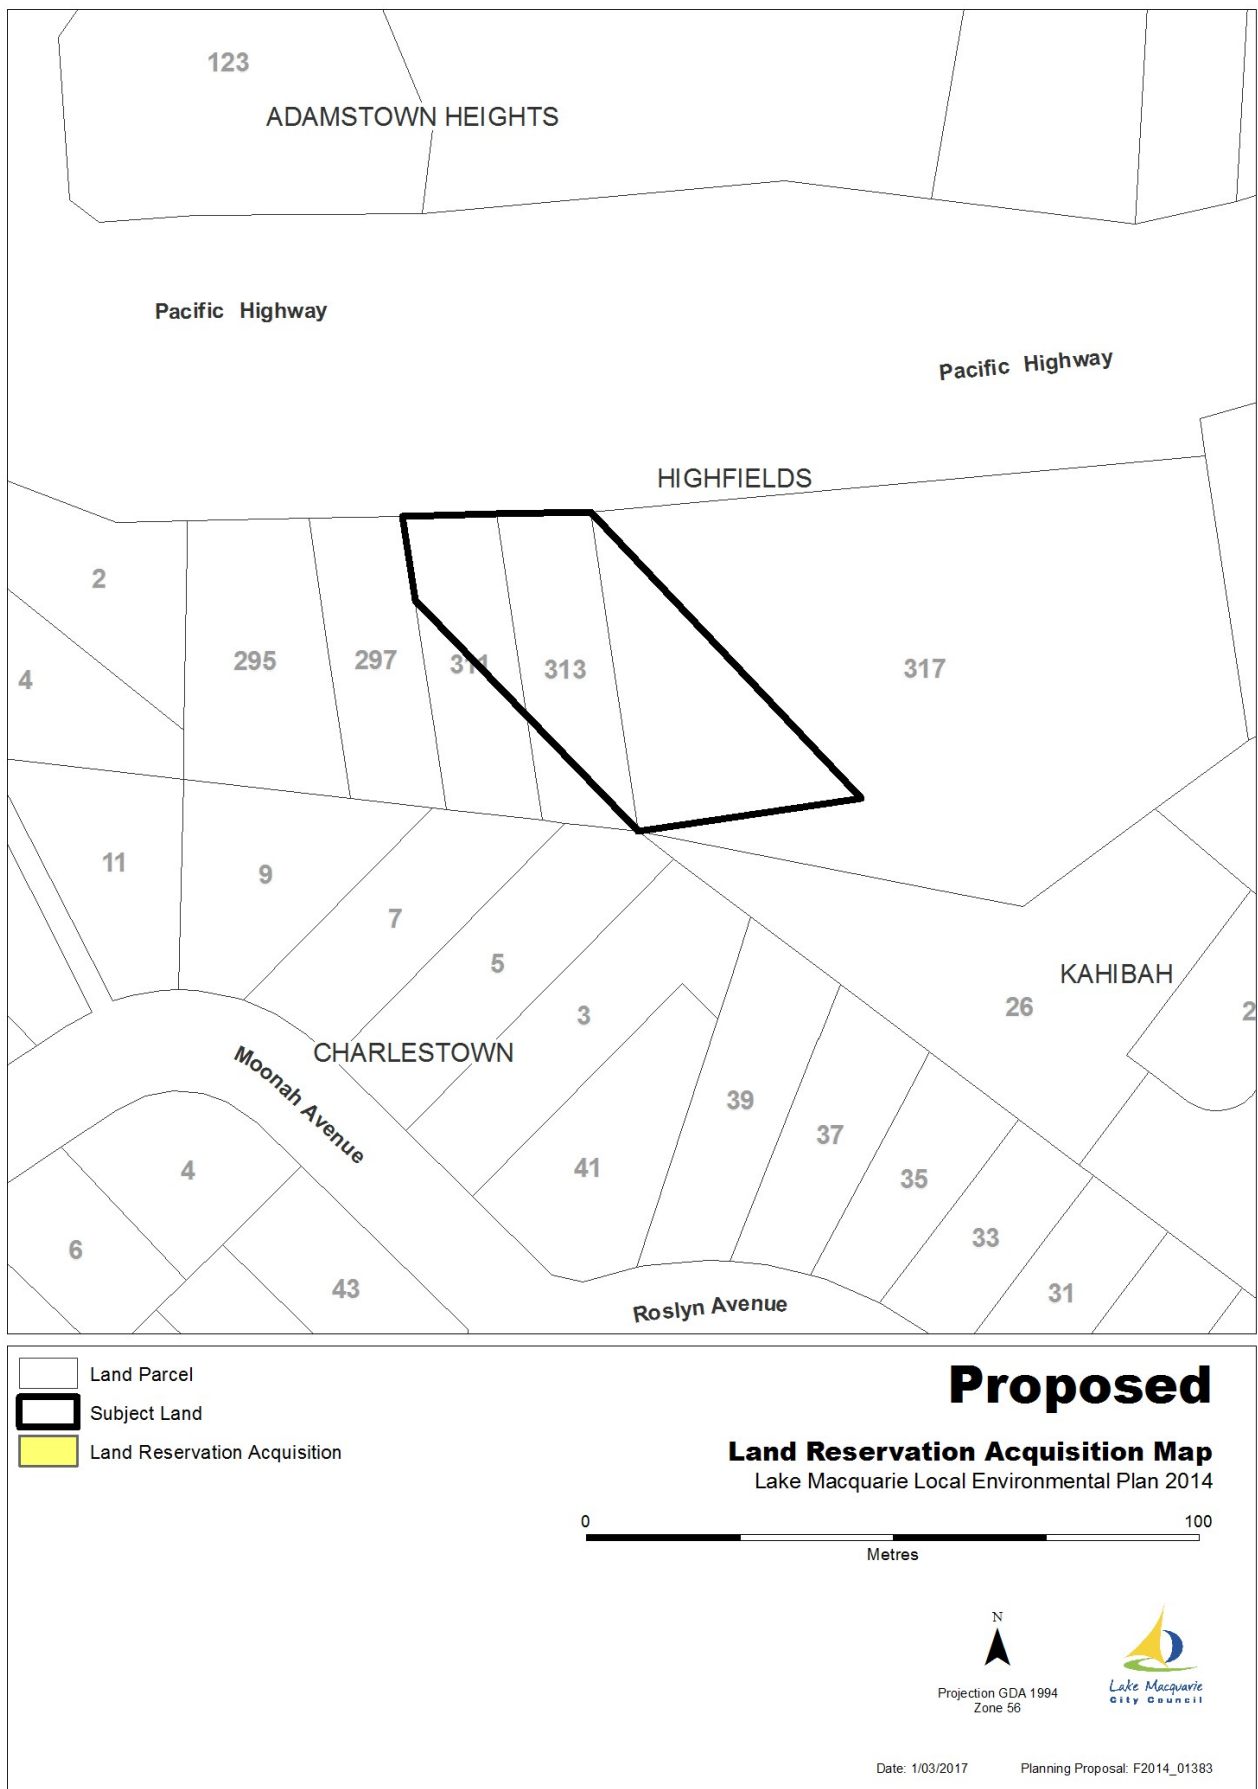 123
ADAMSTOWN HEIGHTS
Pacific Highway
Pacific Highway
HIGHFIELDS
2
295
297
311
313
317
4
11
9
7
5
3
CHARLESTOWN
KAHIBAH
26
2
Moonah Avenue
39
37
35
33
31
41
4
6
43
Roslyn Avenue
Land Parcel
Subject Land
Land Reservation Acquisition
Proposed
Land Reservation Acquisition Map
Lake Macquarie Local Environmental Plan 2014
0 100
Metres
N
Projection GDA 1994
Zone 56
Lake Macquarie
City Council
Date: 1/03/2017 Planning Proposal: F2014_01383